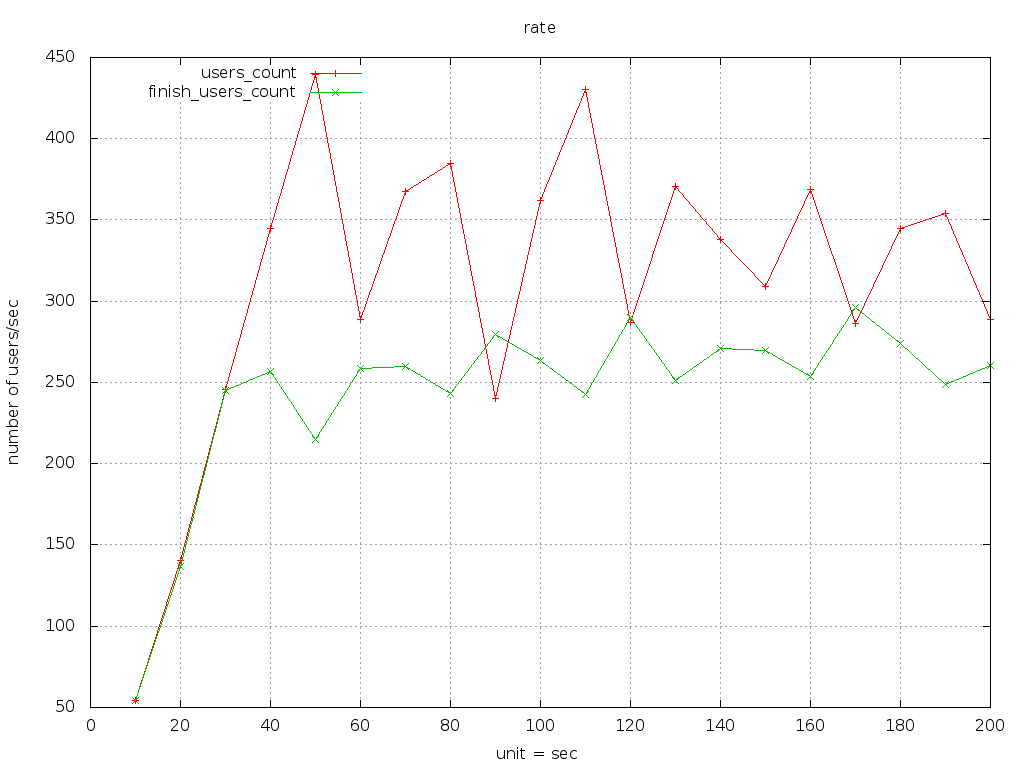 rate
users_count
finish_users_count
450
400
350
300
250
200
150
100
50
number of users/sec
0 20 40 60 80 100 120 140 160 180 200
unit = sec